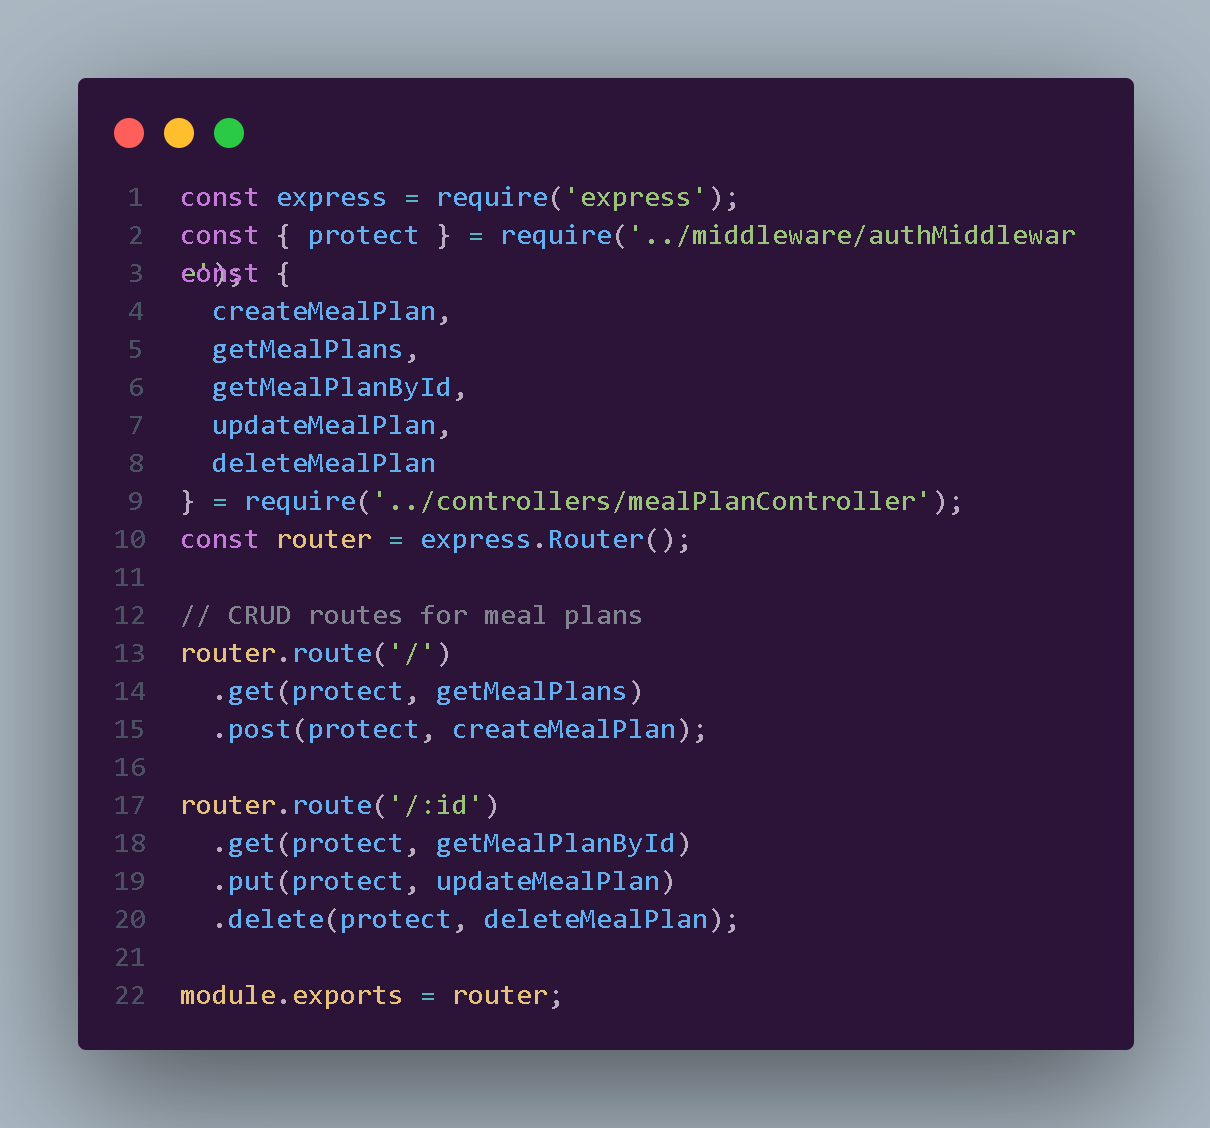 1 const express = require('express');
2 const { protect } = require('../middleware/authMiddlewar
e');
3 const {
4   createMealPlan,
5   getMealPlans,
6   getMealPlanById,
7   updateMealPlan,
8   deleteMealPlan
9 } = require('../controllers/mealPlanController');
10 const router = express.Router();
11
12 // CRUD routes for meal plans
13 router.route('/')
14   .get(protect, getMealPlans)
15   .post(protect, createMealPlan);
16
17 router.route('/:id')
18   .get(protect, getMealPlanById)
19   .put(protect, updateMealPlan)
20   .delete(protect, deleteMealPlan);
21
22 module.exports = router;